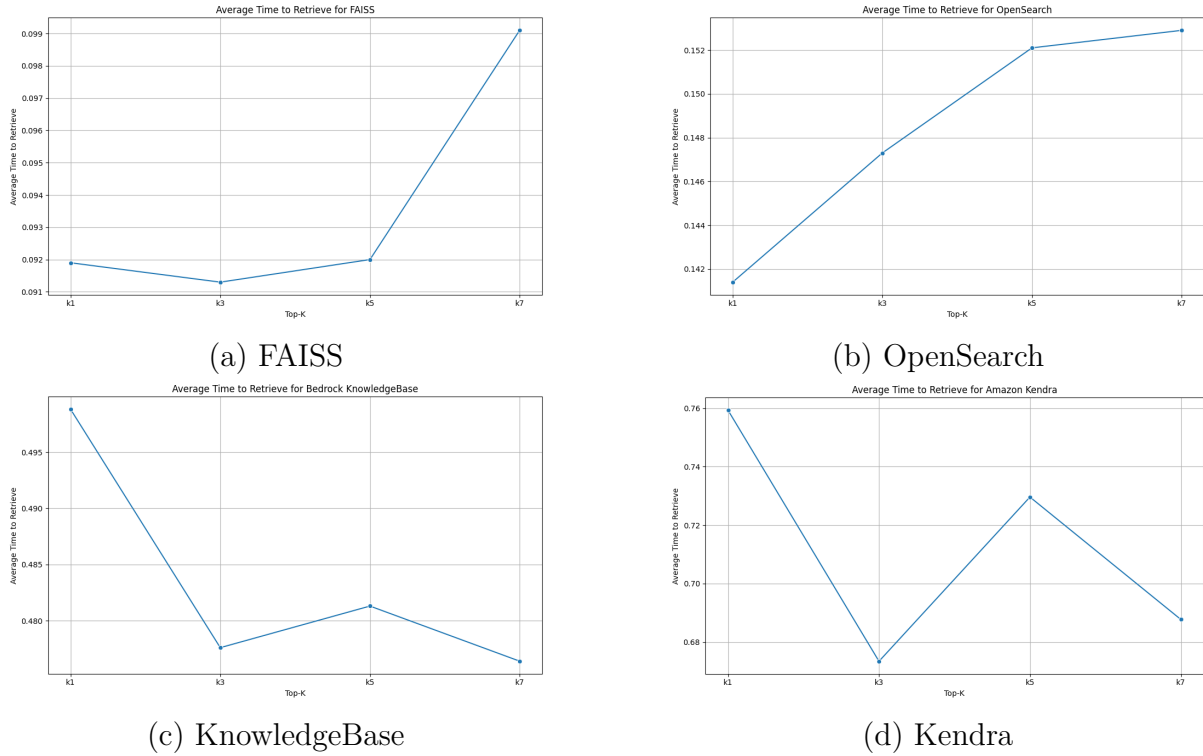 Average Time to Retrieve for FAISS
0.099
0.098
0.097
0.096
0.095
0.094
0.093
0.092
0.091
Average Time to Retrieve
k1 k3 k5 k7
Top-K
(a) FAISS
Average Time to Retrieve for OpenSearch
0.152
0.150
0.148
0.146
0.144
0.142
Average Time to Retrieve
k1 k3 k5 k7
Top-K
(b) OpenSearch
Average Time to Retrieve for Bedrock KnowledgeBase
0.495
0.490
0.485
0.480
Average Time to Retrieve
k1 k3 k5 k7
Top-K
(c) KnowledgeBase
Average Time to Retrieve for Amazon Kendra
0.76
0.74
0.72
0.70
0.68
Average Time to Retrieve
k1 k3 k5 k7
Top-K
(d) Kendra